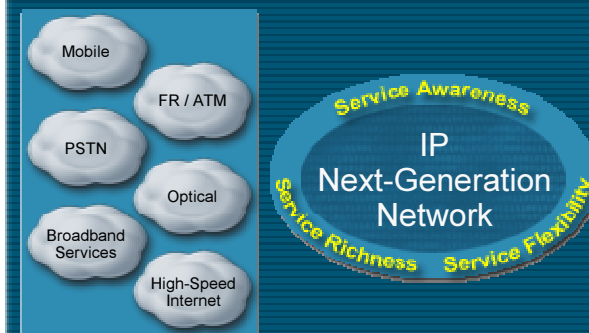 Mobile
FR / ATM
PSTN
Optical
Broadband
Services
High-Speed
Internet
Service Awareness
IP
Next-Generation
Network
Service Richness
Service Flexibility